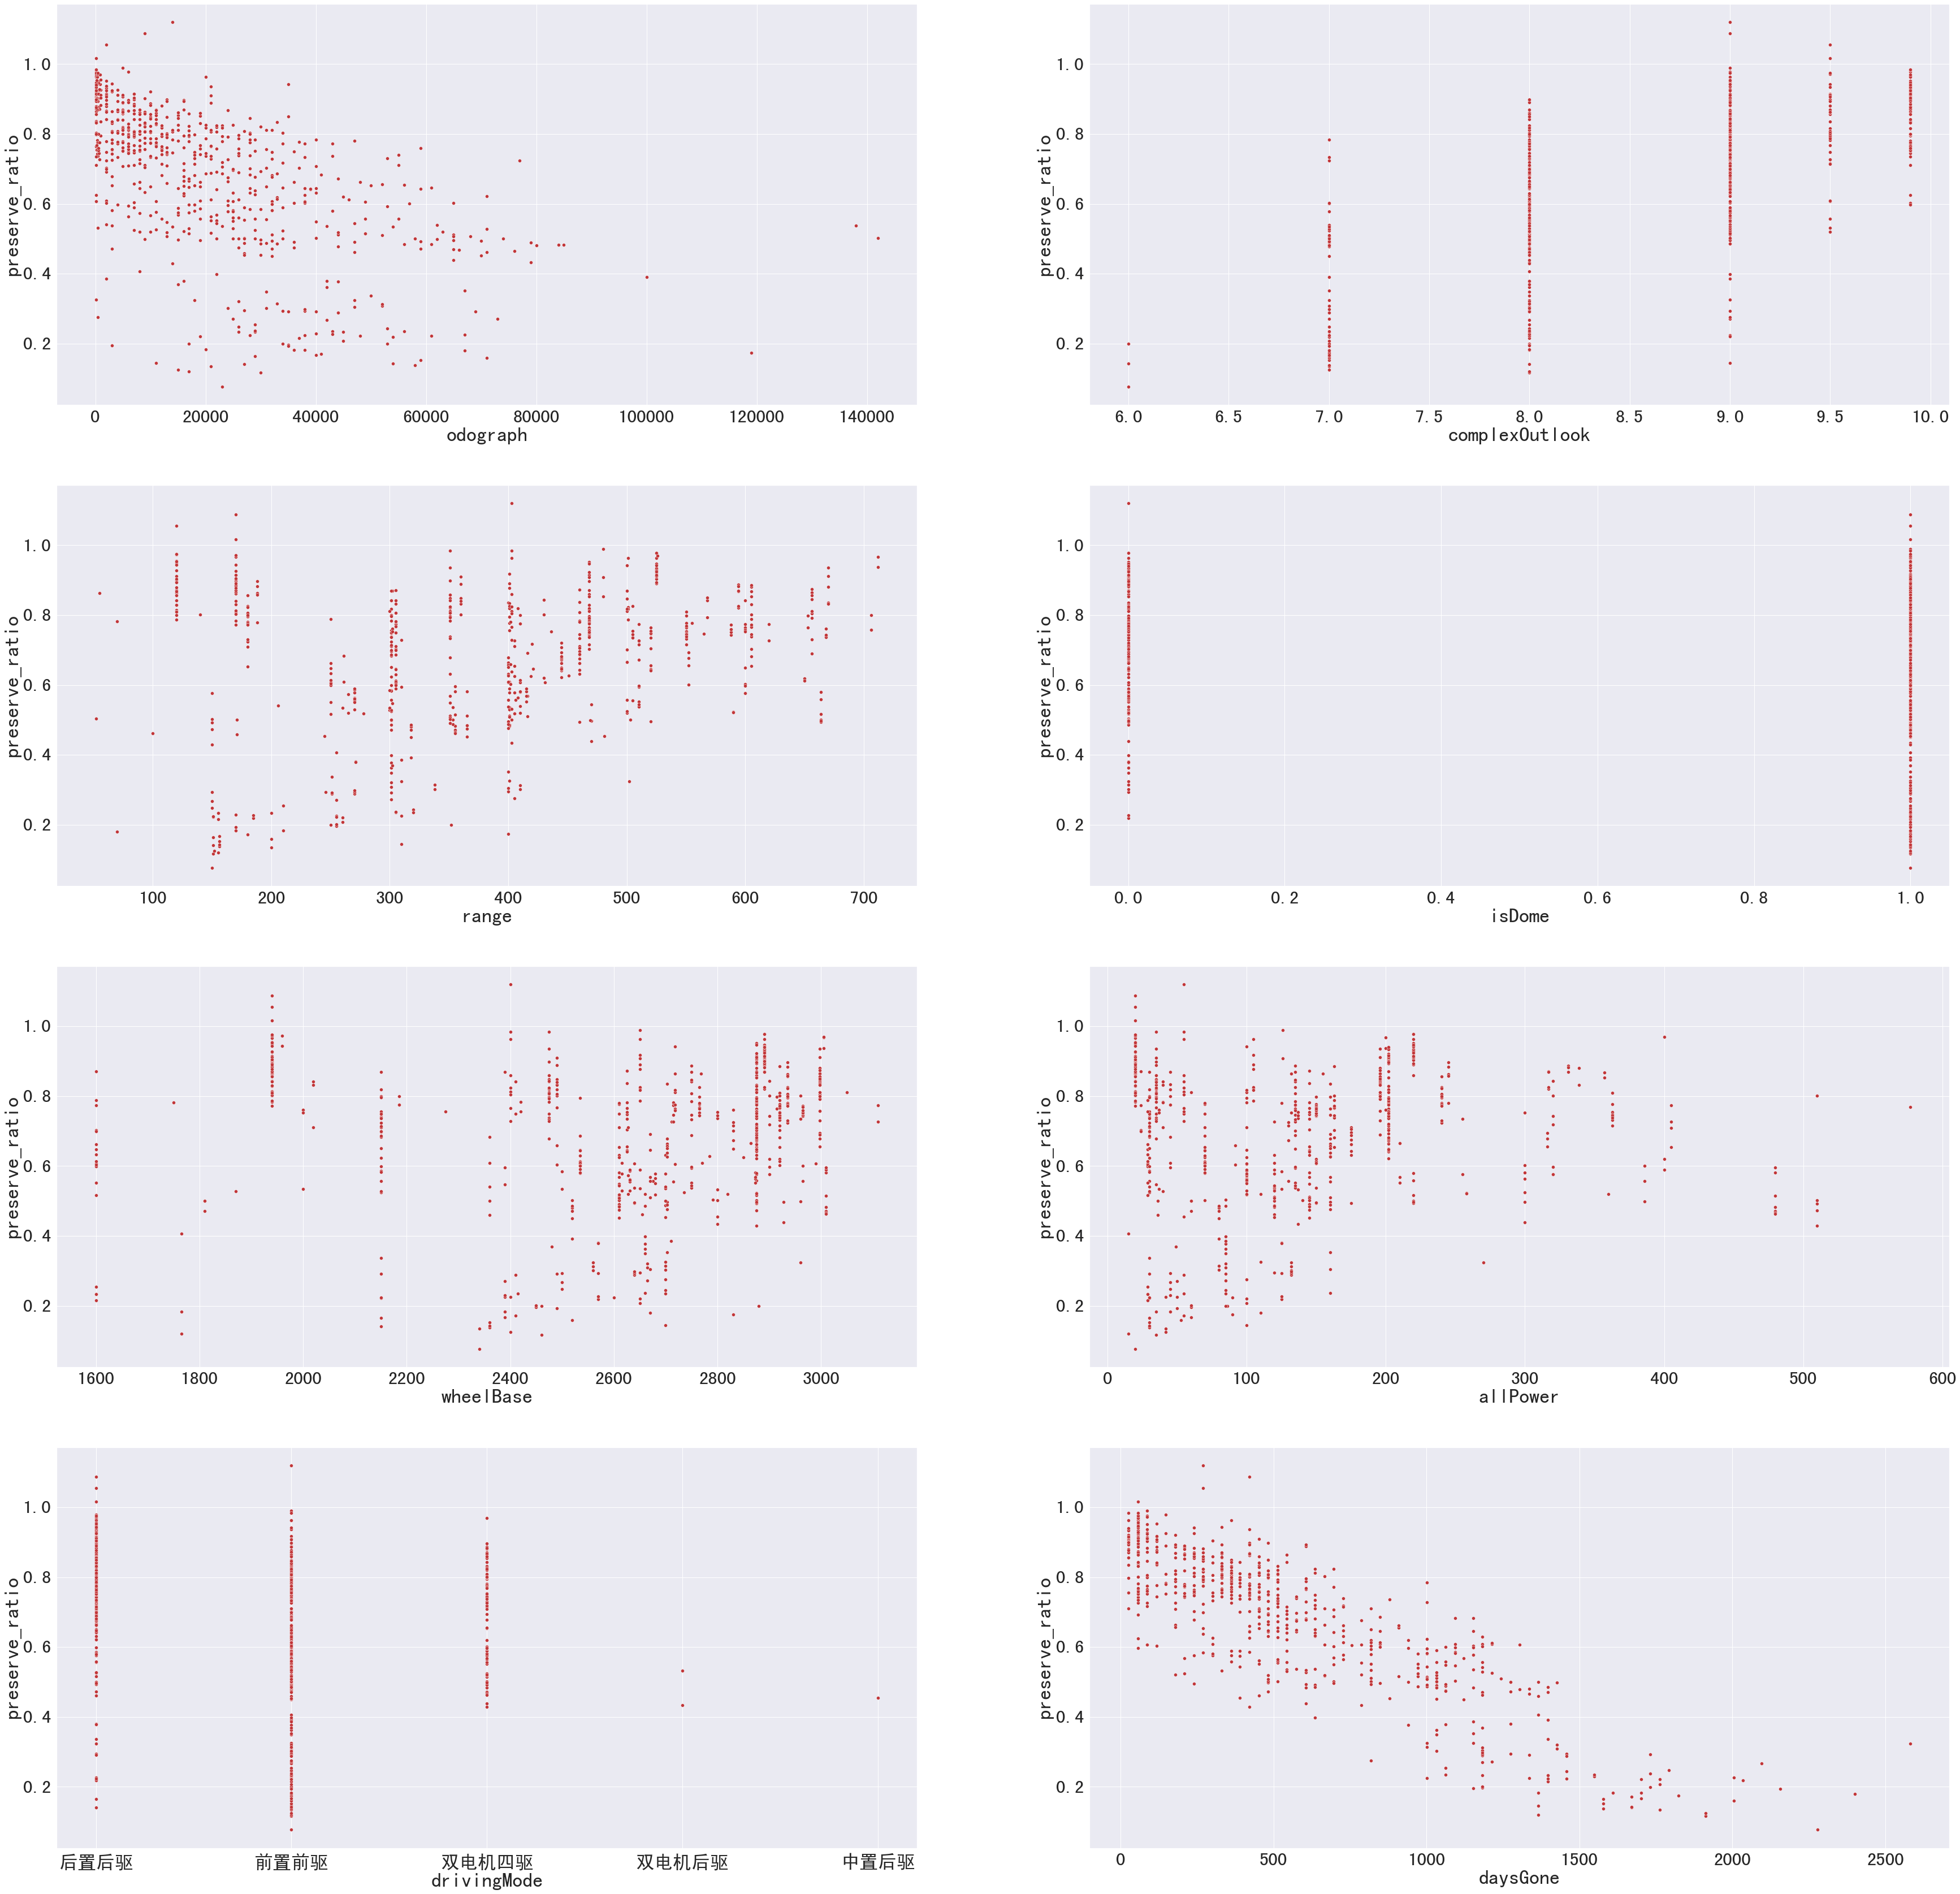 preserve_ratio
1.0
0.8
0.6
0.4
0.2
0 20000 40000 60000 80000 100000 120000 140000
odograph
preserve_ratio
1.0
0.8
0.6
0.4
0.2
6.0 6.5 7.0 7.5 8.0 8.5 9.0 9.5 10.0
complexOutlook
preserve_ratio
1.0
0.8
0.6
0.4
0.2
100 200 300 400 500 600 700
range
preserve_ratio
1.0
0.8
0.6
0.4
0.2
0.0 0.2 0.4 0.6 0.8 1.0
isDome
preserve_ratio
1.0
0.8
0.6
0.4
0.2
1600 1800 2000 2200 2400 2600 2800 3000
wheelBase
preserve_ratio
1.0
0.8
0.6
0.4
0.2
0 100 200 300 400 500 600
allPower
preserve_ratio
1.0
0.8
0.6
0.4
0.2
后置后驱 前置前驱 双电机四驱 双电机后驱 中置后驱
drivingMode
preserve_ratio
1.0
0.8
0.6
0.4
0.2
0 500 1000 1500 2000 2500
daysGone